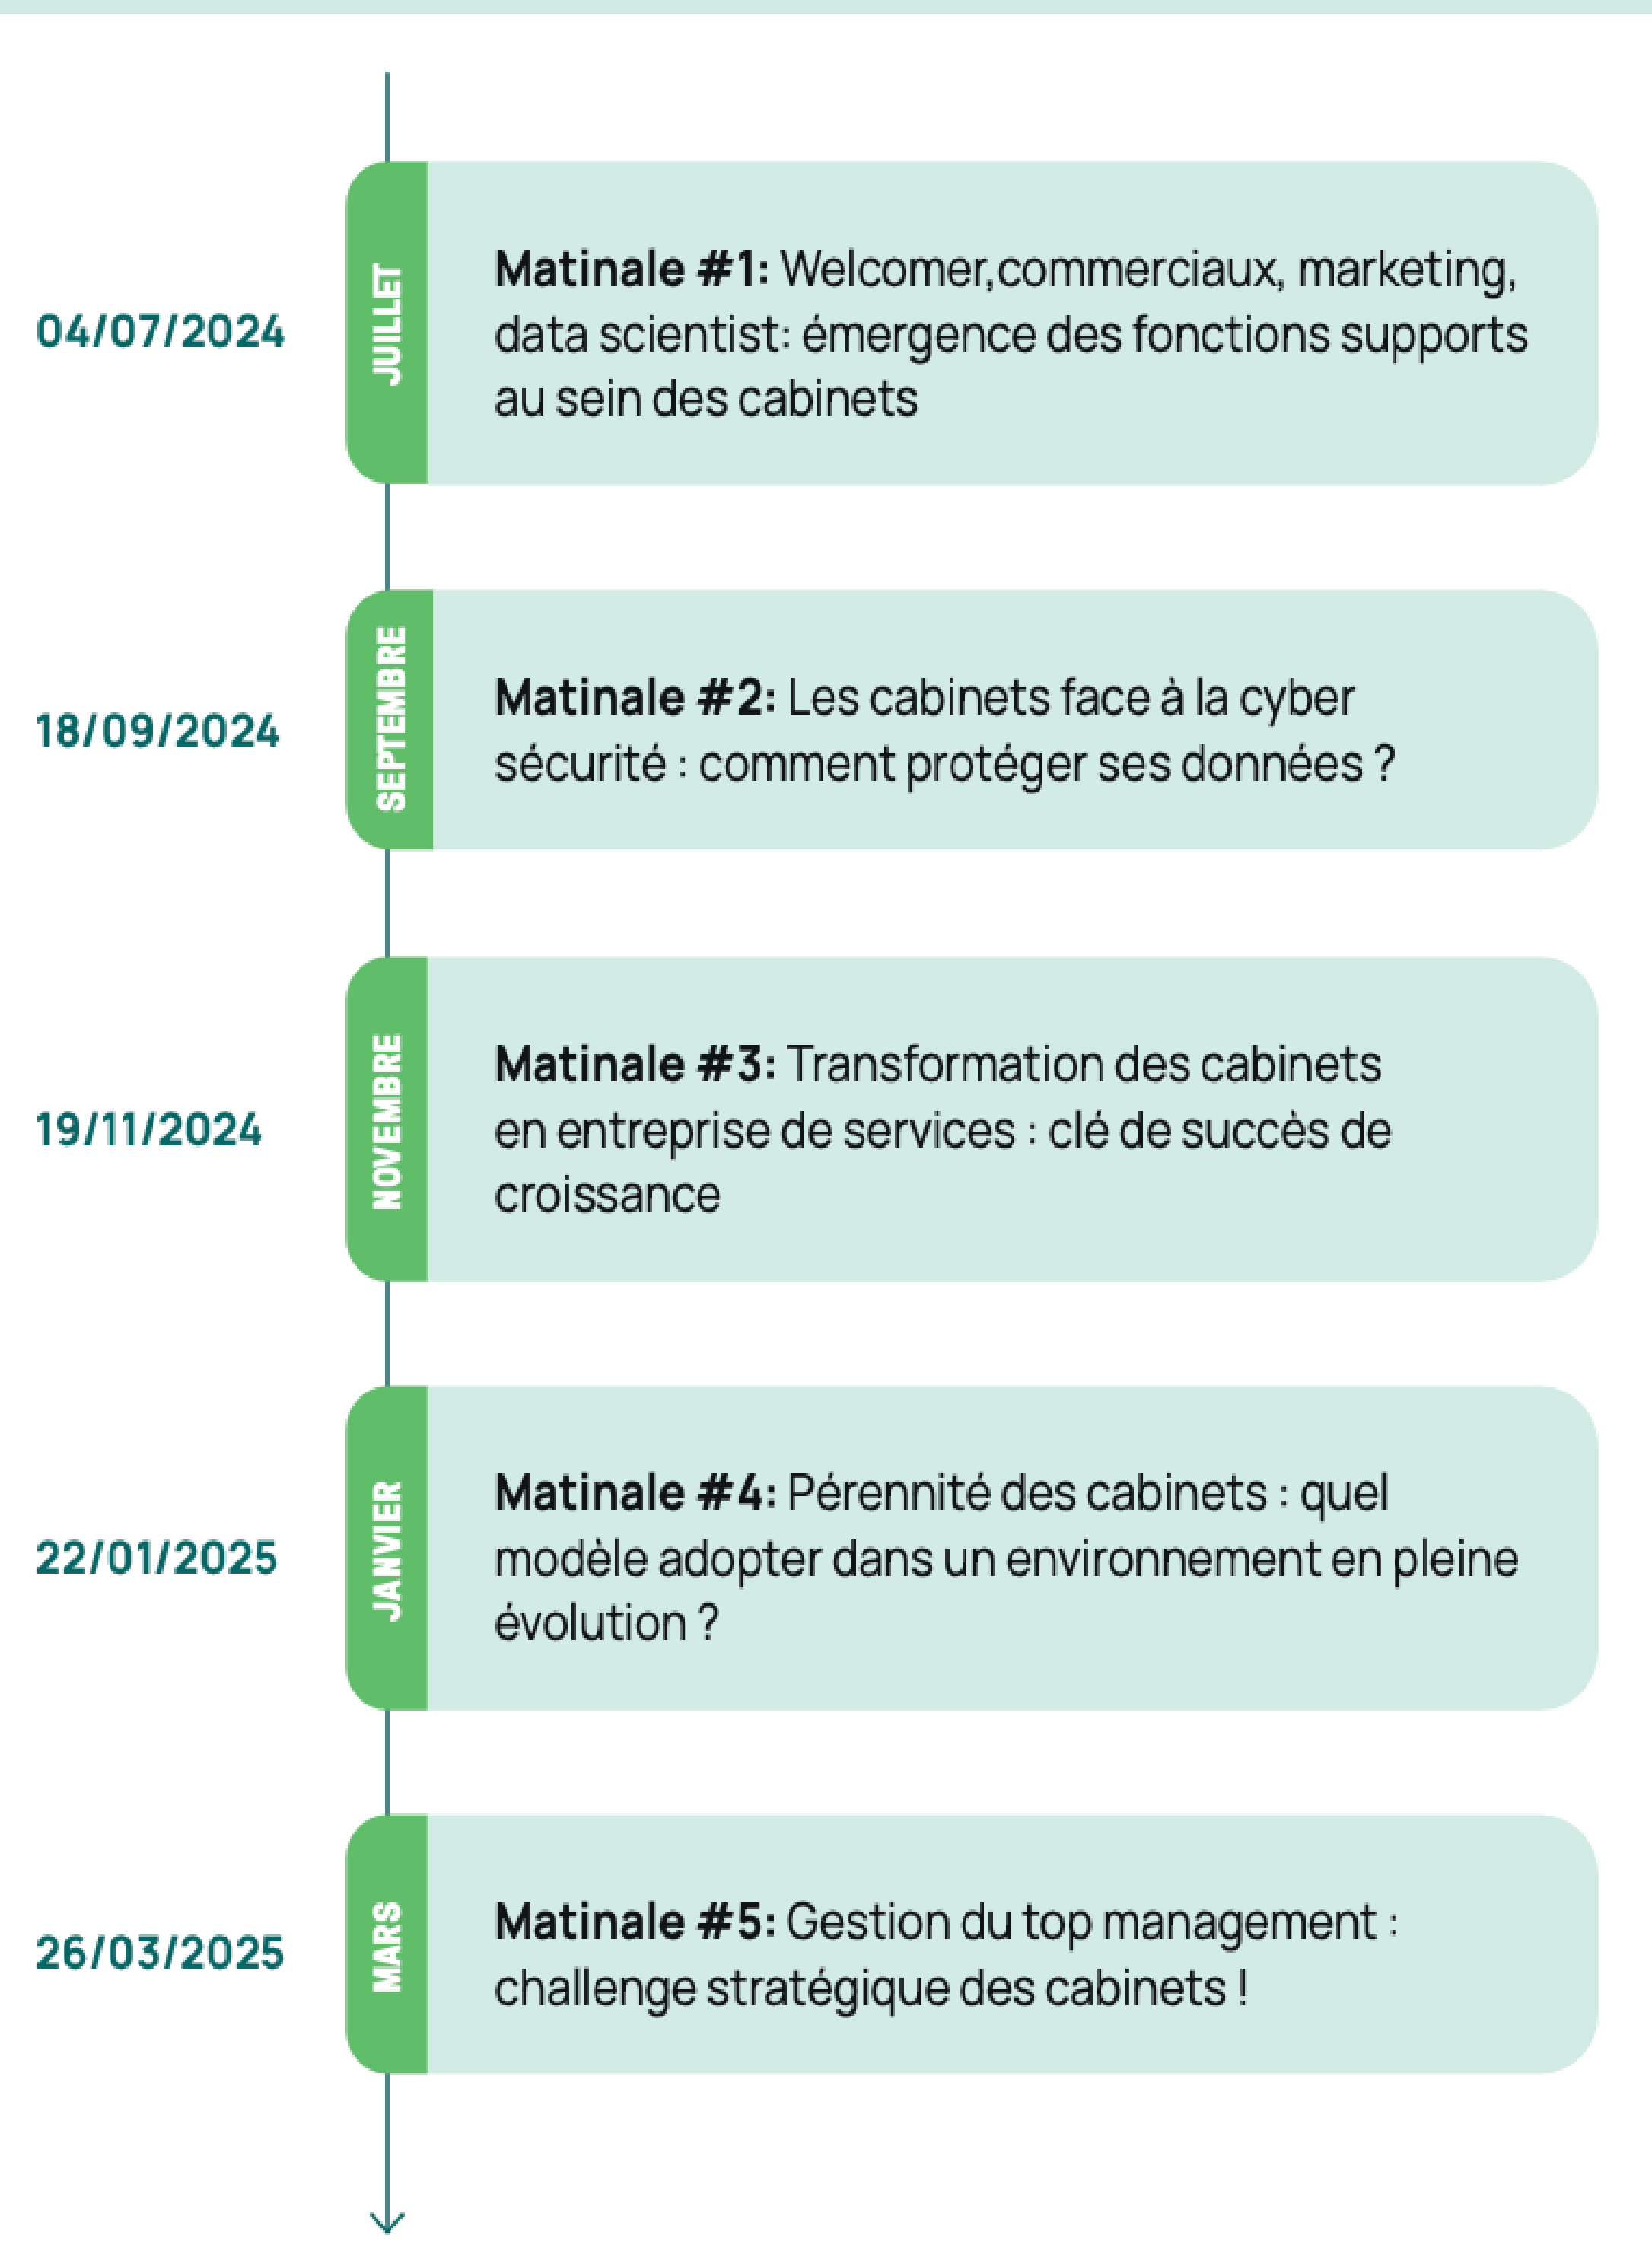 04/07/2024
JUILLET
Matinale #1: Welcomer,commerciaux, marketing,
data scientist: émergence des fonctions supports
au sein des cabinets
18/09/2024
SEPTEMBRE
Matinale #2: Les cabinets face à la cyber
sécurité : comment protéger ses données ?
19/11/2024
NOVEMBRE
Matinale #3: Transformation des cabinets
en entreprise de services : clé de succès de
croissance
22/01/2025
JANVIER
Matinale #4: Pérennité des cabinets : quel
modèle adopter dans un environnement en pleine
évolution ?
26/03/2025
MARS
Matinale #5: Gestion du top management :
challenge stratégique des cabinets !